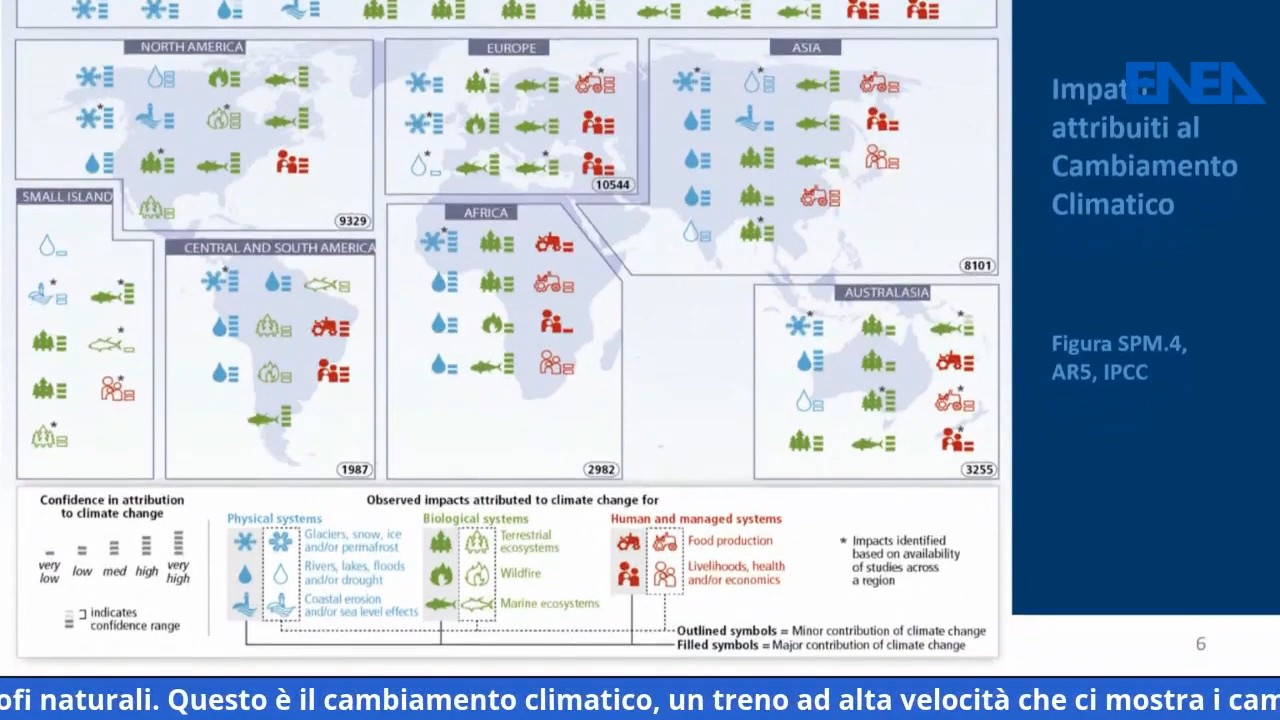 NORTH AMERICA
EUROPE
ASIA
ENEA
Impatti
attribuiti al
Cambiamento
Climatico
10544
SMALL ISLAND
9329
AFRICA
CENTRAL AND SOUTH AMERICA
8101
AUSTRALASIA
Figura SPM.4,
AR5, IPCC
1987
2982
3255
Confidence in attribution
to climate change
very low
low
med
high
very high
indicates
confidence range
Observed impacts attributed to climate change for
Physical systems
Glaciers, snow, ice
and/or permafrost
Rivers, lakes, floods
and/or drought
Coastal erosion
and/or sea level effects
Biological systems
Terrestrial
ecosystems
Wildfire
Marine ecosystems
Human and managed systems
Food production
Livelihoods, health
and/or economics
* Impacts identified
based on availability
of studies across
a region
Outlined symbols = Minor contribution of climate change
Filled symbols = Major contribution of climate change
6
ofi naturali. Questo è il cambiamento climatico, un treno ad alta velocità che ci mostra i cam